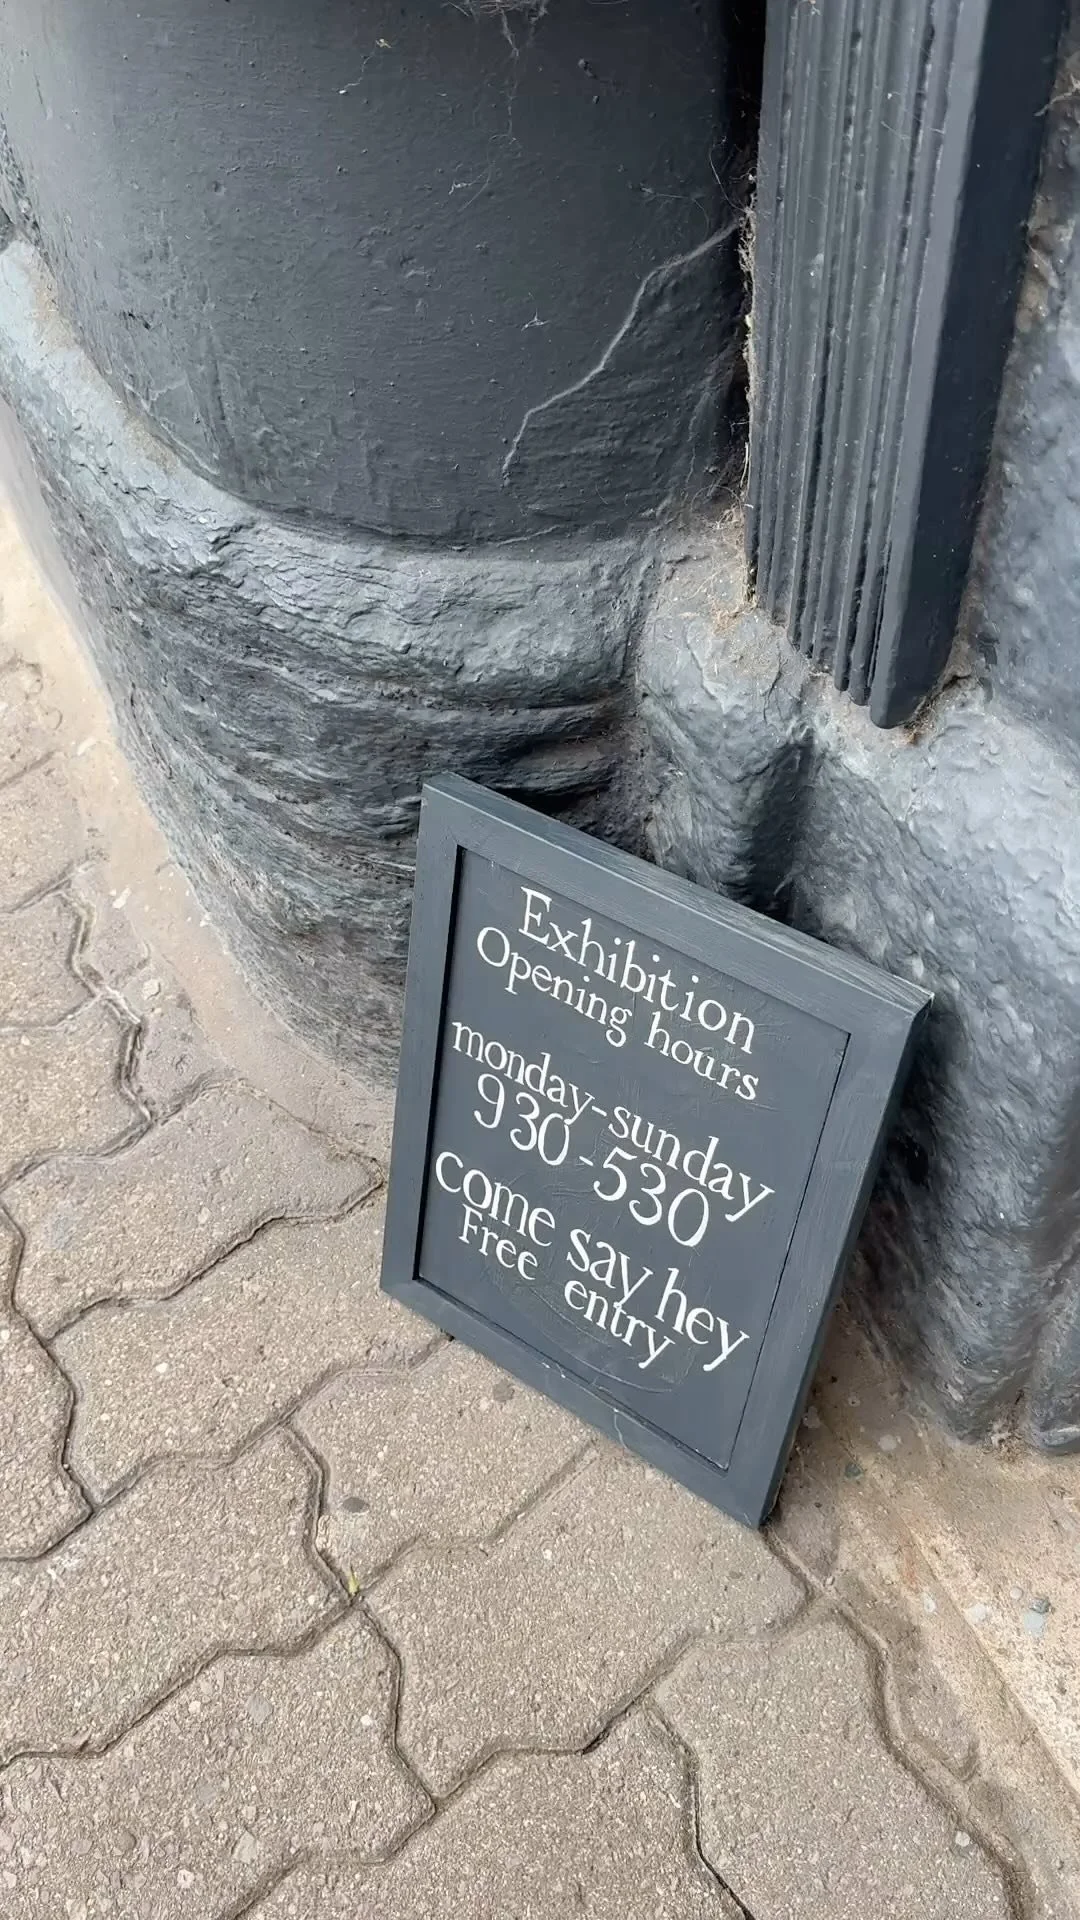 Exhibition
Opening hours
monday-sunday
930-530
come say hey
Free entry